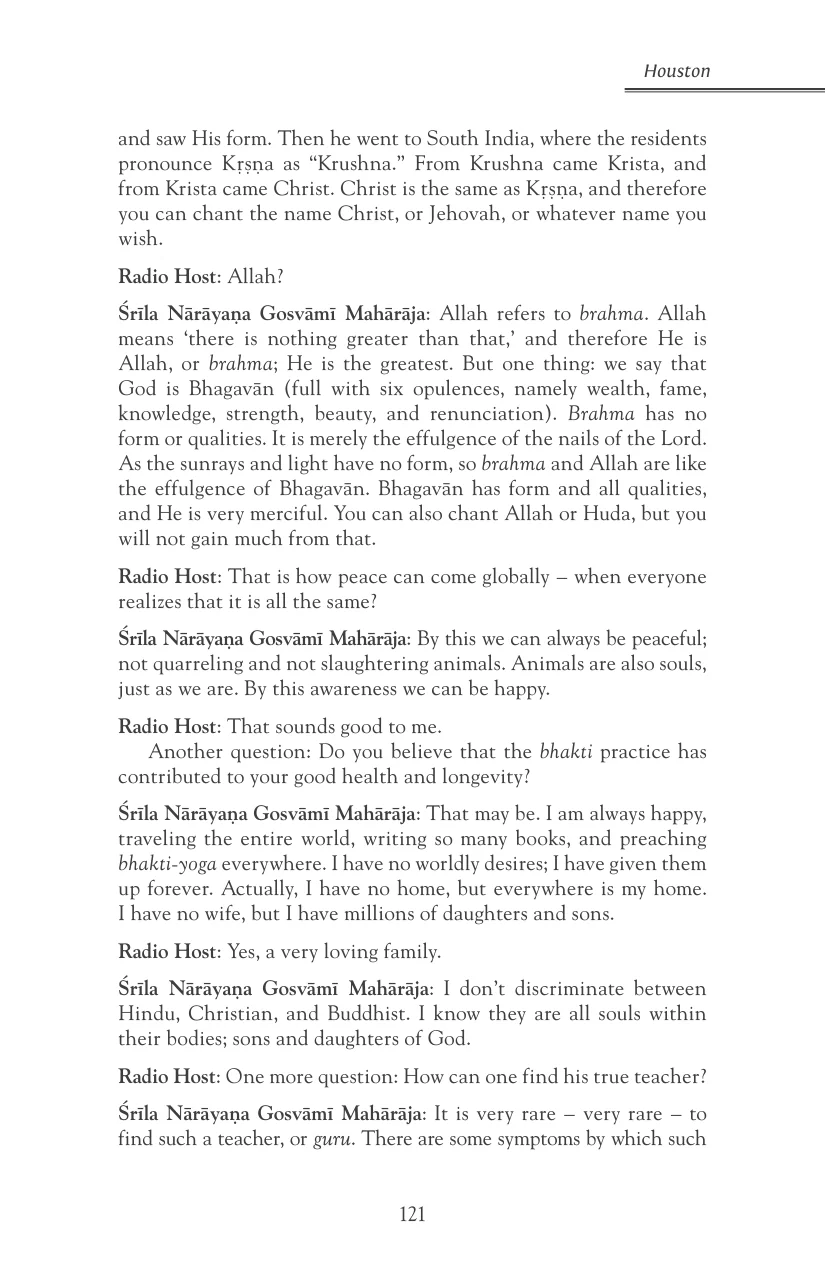 Houston
and saw His form. Then he went to South India, where the residents
pronounce Kṛṣṇa as “Krushna.” From Krushna came Krista, and
from Krista came Christ. Christ is the same as Kṛṣṇa, and therefore
you can chant the name Christ, or Jehovah, or whatever name you
wish.
Radio Host: Allah?
Śrīla Nārāyaṇa Gosvāmī Mahārāja: Allah refers to brahma. Allah
means ‘there is nothing greater than that,’ and therefore He is
Allah, or brahma; He is the greatest. But one thing: we say that
God is Bhagavān (full with six opulences, namely wealth, fame,
knowledge, strength, beauty, and renunciation). Brahma has no
form or qualities. It is merely the effulgence of the nails of the Lord.
As the sunrays and light have no form, so brahma and Allah are like
the effulgence of Bhagavān. Bhagavān has form and all qualities,
and He is very merciful. You can also chant Allah or Huda, but you
will not gain much from that.
Radio Host: That is how peace can come globally – when everyone
realizes that it is all the same?
Śrīla Nārāyaṇa Gosvāmī Mahārāja: By this we can always be peaceful;
not quarreling and not slaughtering animals. Animals are also souls,
just as we are. By this awareness we can be happy.
Radio Host: That sounds good to me.
Another question: Do you believe that the bhakti practice has
contributed to your good health and longevity?
Śrīla Nārāyaṇa Gosvāmī Mahārāja: That may be. I am always happy,
traveling the entire world, writing so many books, and preaching
bhakti-yoga everywhere. I have no worldly desires; I have given them
up forever. Actually, I have no home, but everywhere is my home.
I have no wife, but I have millions of daughters and sons.
Radio Host: Yes, a very loving family.
Śrīla Nārāyaṇa Gosvāmī Mahārāja: I don’t discriminate between
Hindu, Christian, and Buddhist. I know they are all souls within
their bodies; sons and daughters of God.
Radio Host: One more question: How can one find his true teacher?
Śrīla Nārāyaṇa Gosvāmī Mahārāja: It is very rare – very rare – to
find such a teacher, or guru. There are some symptoms by which such
121